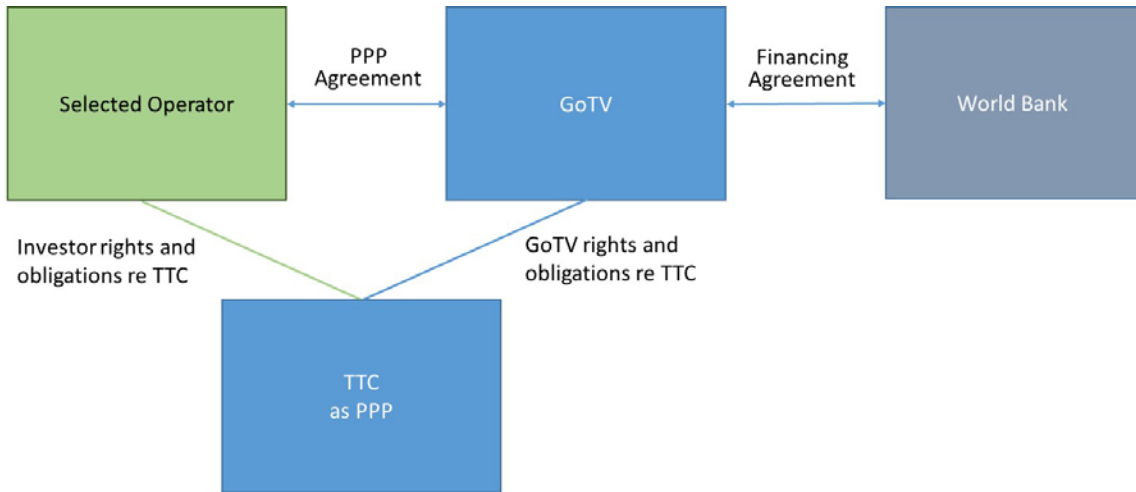 PPP
Agreement
Financing
Agreement
Selected Operator
GoTV
World Bank
Investor rights and
obligations re TTC
GoTV rights and
obligations re TTC
TTC
as PPP